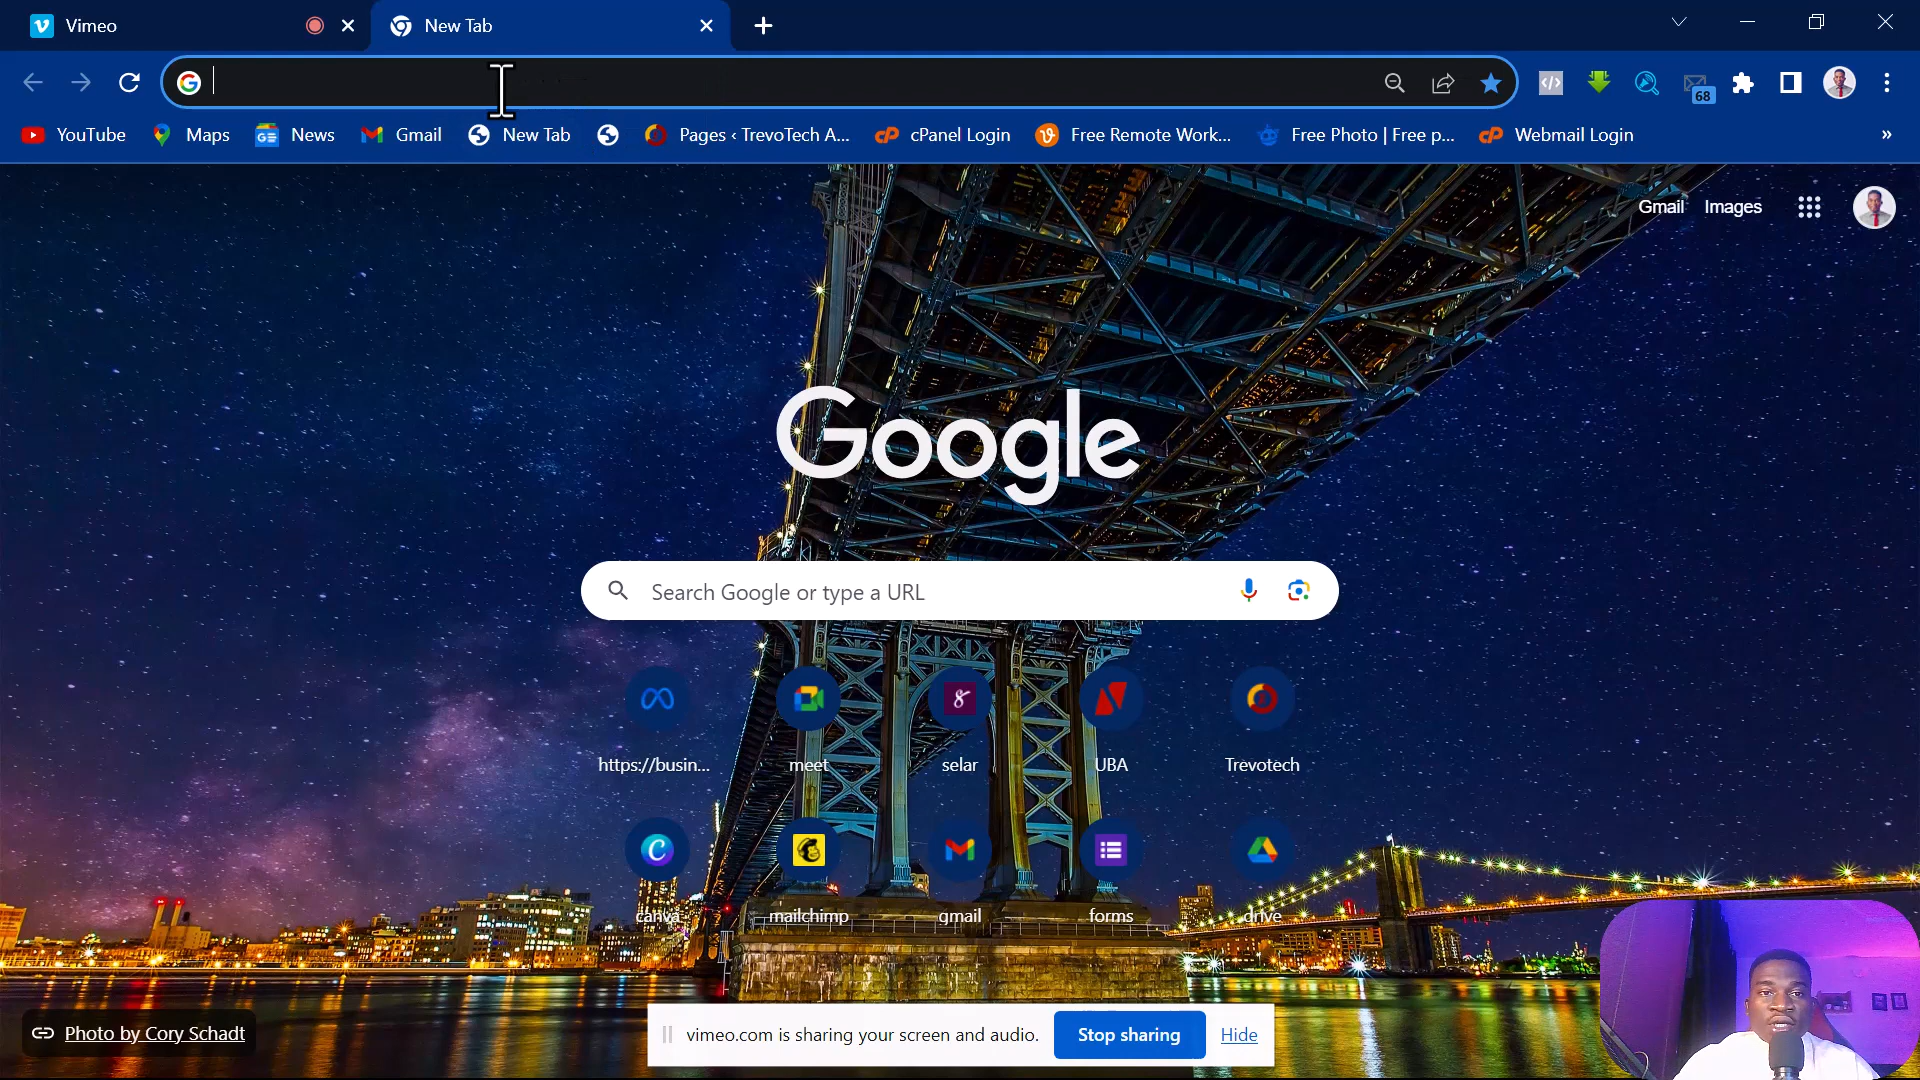 Vimeo
New Tab
YouTube
Maps
News
Gmail
New Tab
Pages ‹ TrevoTech A...
cPanel Login
Free Remote Work...
Free Photo | Free p...
Webmail Login
»
68
Gmail
Images
Google
Search Google or type a URL
https://busin...
meet
selar
UBA
Trevotech
canva
mailchimp
gmail
forms
drive
Photo by Cory Schadt
vimeo.com is sharing your screen and audio.
Stop sharing
Hide